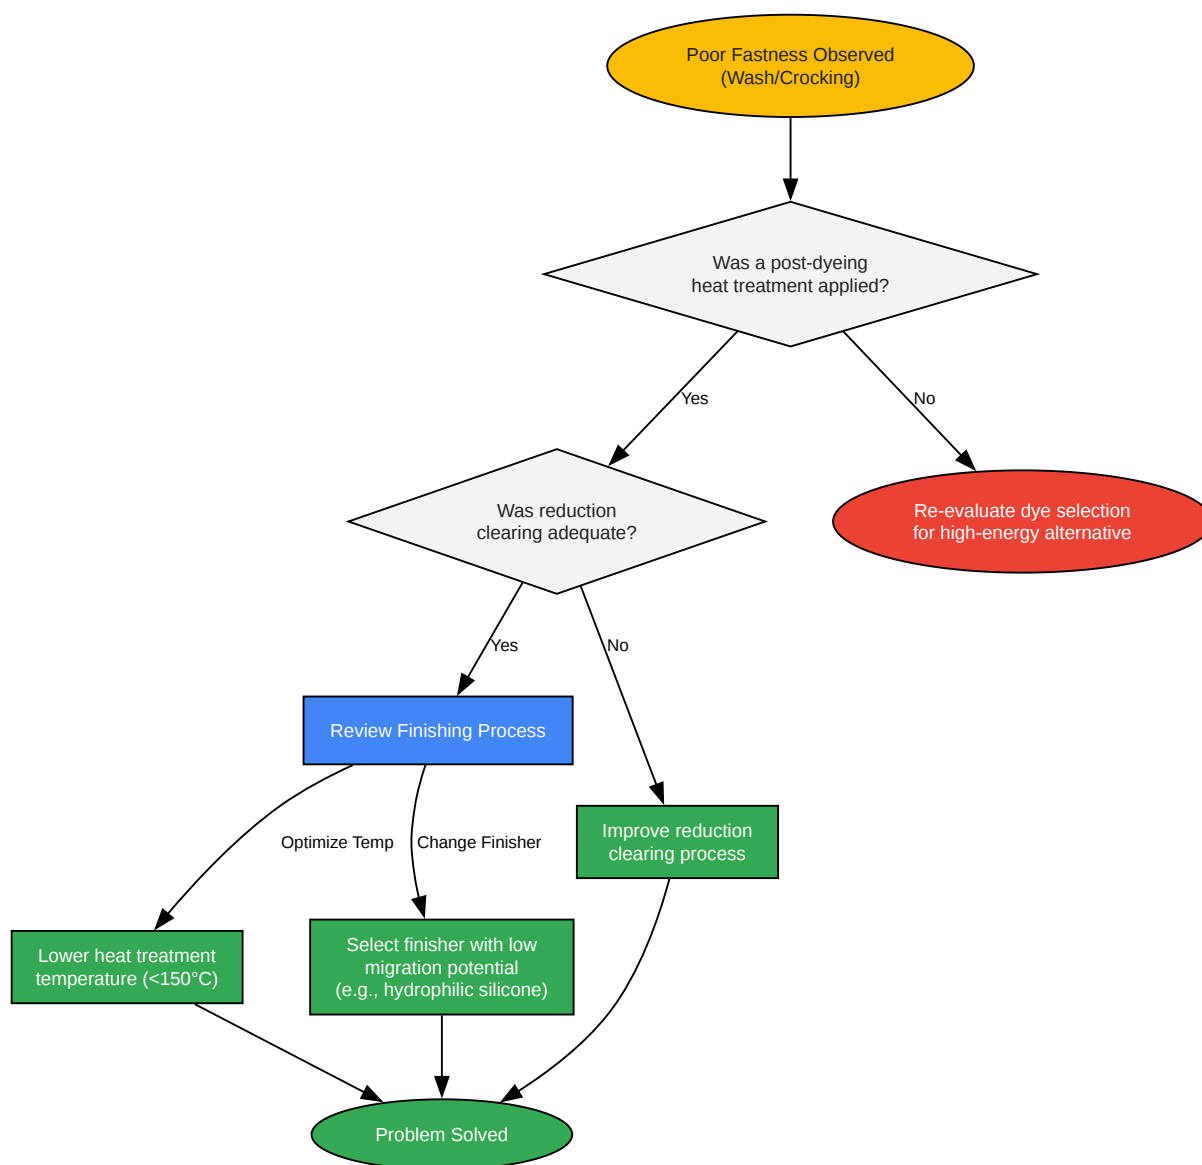 Poor Fastness Observed
(Wash/Crocking)
Was a post-dyeing
heat treatment applied?
Yes
No
Was reduction
clearing adequate?
Re-evaluate dye selection
for high-energy alternative
Yes
No
Review Finishing Process
Optimize Temp
Change Finisher
Improve reduction
clearing process
Lower heat treatment
temperature (<150°C)
Select finisher with low
migration potential
(e.g., hydrophilic silicone)
Problem Solved